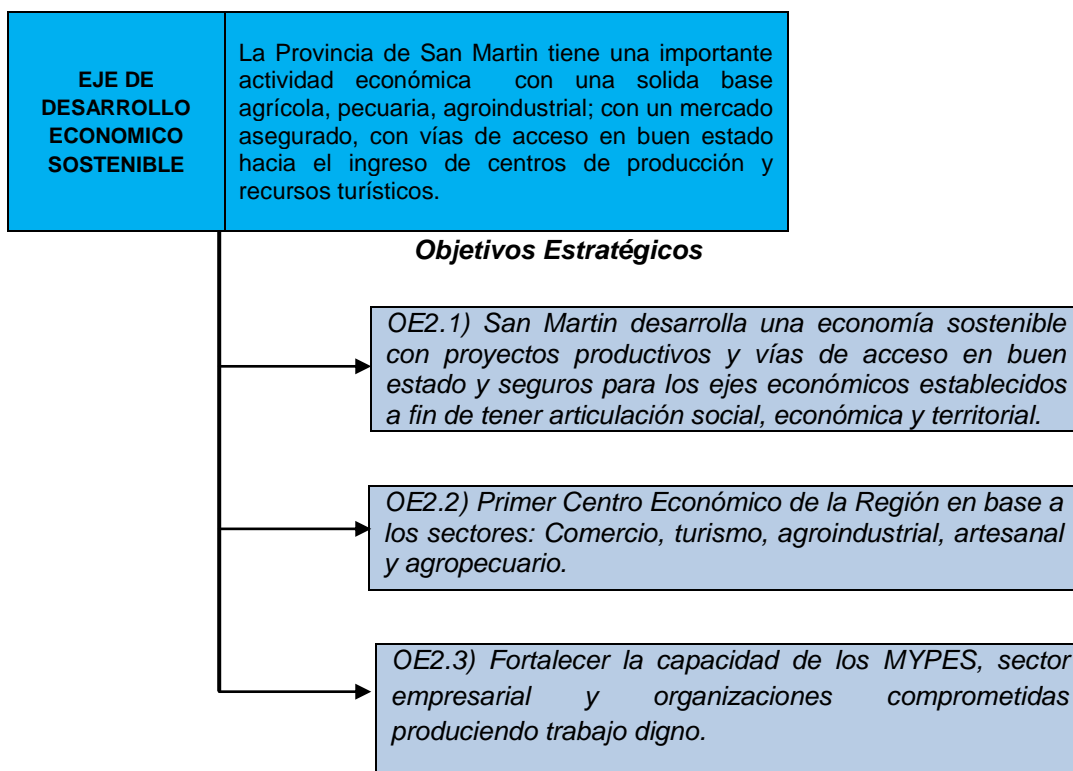 EJE DE
DESARROLLO
ECONOMICO
SOSTENIBLE
La Provincia de San Martin tiene una importante
actividad económica con una solida base
agrícola, pecuaria, agroindustrial; con un mercado
asegurado, con vías de acceso en buen estado
hacia el ingreso de centros de producción y
recursos turísticos.
Objetivos Estratégicos
OE2.1) San Martin desarrolla una economía sostenible
con proyectos productivos y vías de acceso en buen
estado y seguros para los ejes económicos establecidos
a fin de tener articulación social, económica y territorial.
OE2.2) Primer Centro Económico de la Región en base a
los sectores: Comercio, turismo, agroindustrial, artesanal
y agropecuario.
OE2.3) Fortalecer la capacidad de los MYPES, sector
empresarial y organizaciones comprometidas
produciendo trabajo digno.